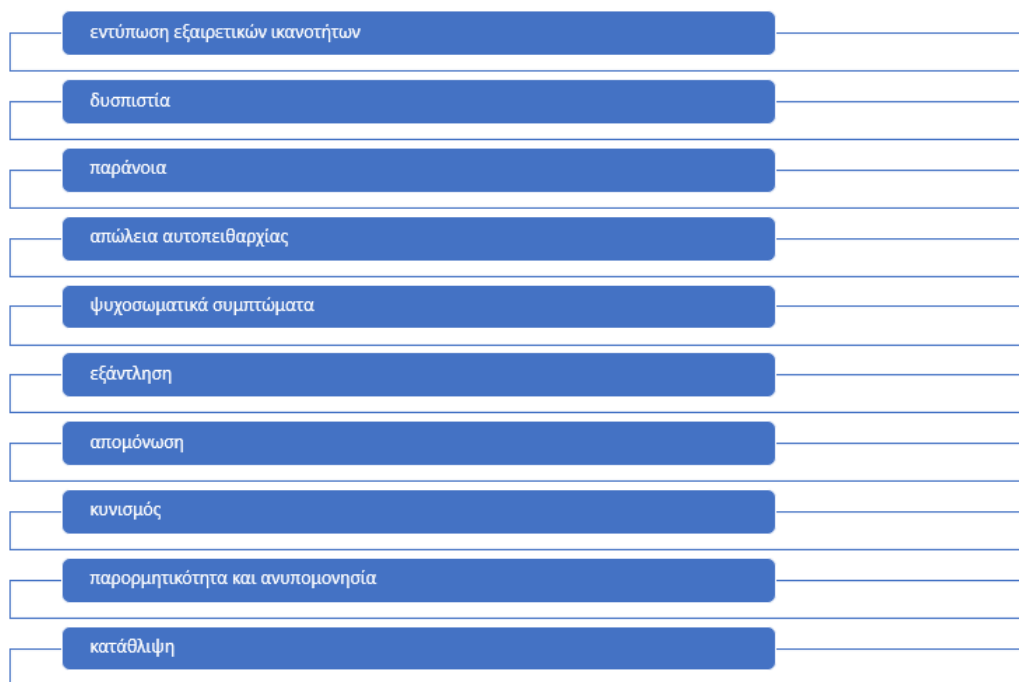 εντύπωση εξαιρετικών ικανοτήτων
δυσπιστία
παράνοια
απώλεια αυτοπειθαρχίας
ψυχοσωματικά συμπτώματα
εξάντληση
απομόνωση
κυνισμός
παρορμητικότητα και ανυπομονησία
κατάθλιψη